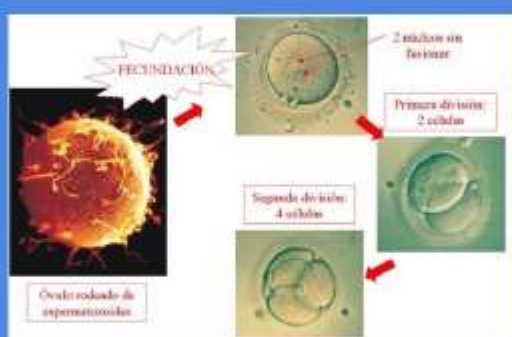 FECUNDACIÓN
2 núcleos sin
fusionar
Primera división:
2 células
Segunda división:
4 células
Óvulo rodeado de
espermatozoides